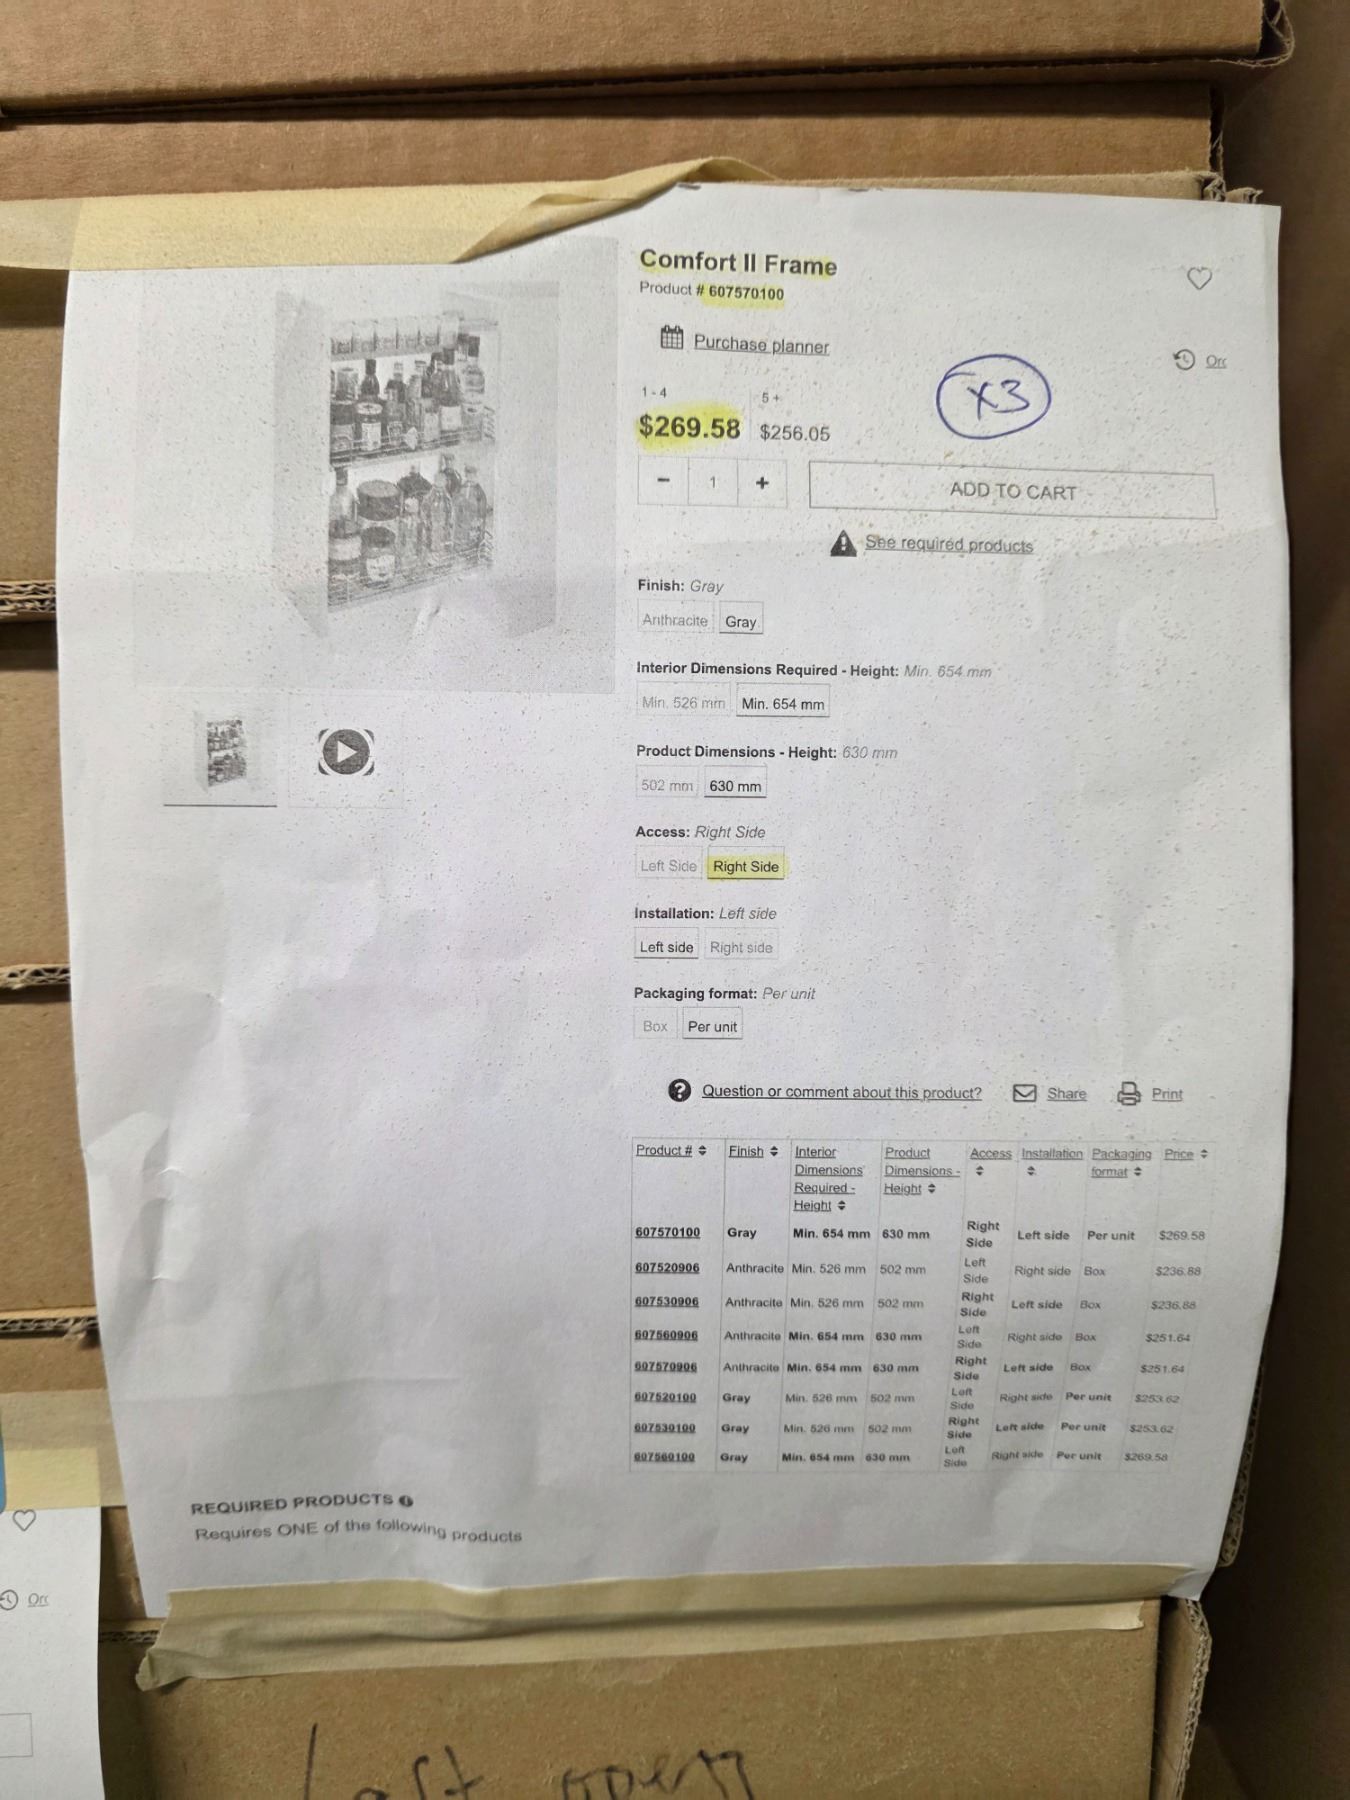 Comfort II Frame
Product # 607570100
Purchase planner
Orc
1 - 4 5 +
X3
$269.58 $256.05
− 1 +
ADD TO CART
See required products
Finish: Gray
Anthracite Gray
Interior Dimensions Required - Height: Min. 654 mm
Min. 526 mm Min. 654 mm
Product Dimensions - Height: 630 mm
502 mm 630 mm
Access: Right Side
Left Side Right Side
Installation: Left side
Left side Right side
Packaging format: Per unit
Box Per unit
? Question or comment about this product? Share Print
Product # Finish Interior Dimensions Required - Height Product Dimensions - Height Access Installation Packaging format Price
607570100 Gray Min. 654 mm 630 mm Right Side Left side Per unit $269.58
607520906 Anthracite Min. 526 mm 502 mm Left Side Right side Box $236.88
607530906 Anthracite Min. 526 mm 502 mm Right Side Left side Box $236.88
607560906 Anthracite Min. 654 mm 630 mm Left Side Right side Box $251.64
607570906 Anthracite Min. 654 mm 630 mm Right Side Left side Box $251.64
607520100 Gray Min. 526 mm 502 mm Left Side Right side Per unit $253.62
607530100 Gray Min. 526 mm 502 mm Right Side Left side Per unit $253.62
607560100 Gray Min. 654 mm 630 mm Left Side Right side Per unit $269.58
REQUIRED PRODUCTS
Requires ONE of the following products
Orc